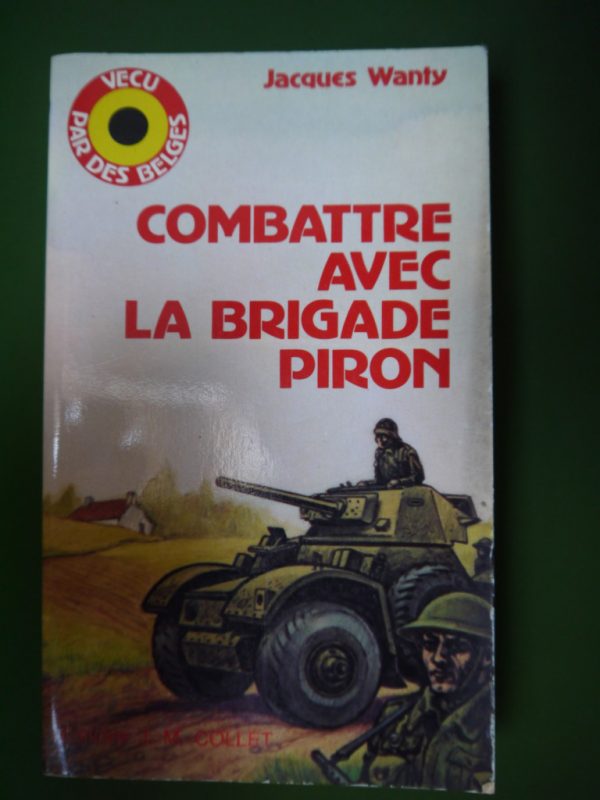 VECU
PAR DES BELGES
Jacques Wanty
COMBATTRE
AVEC
LA BRIGADE
PIRON
J. M. COLLET